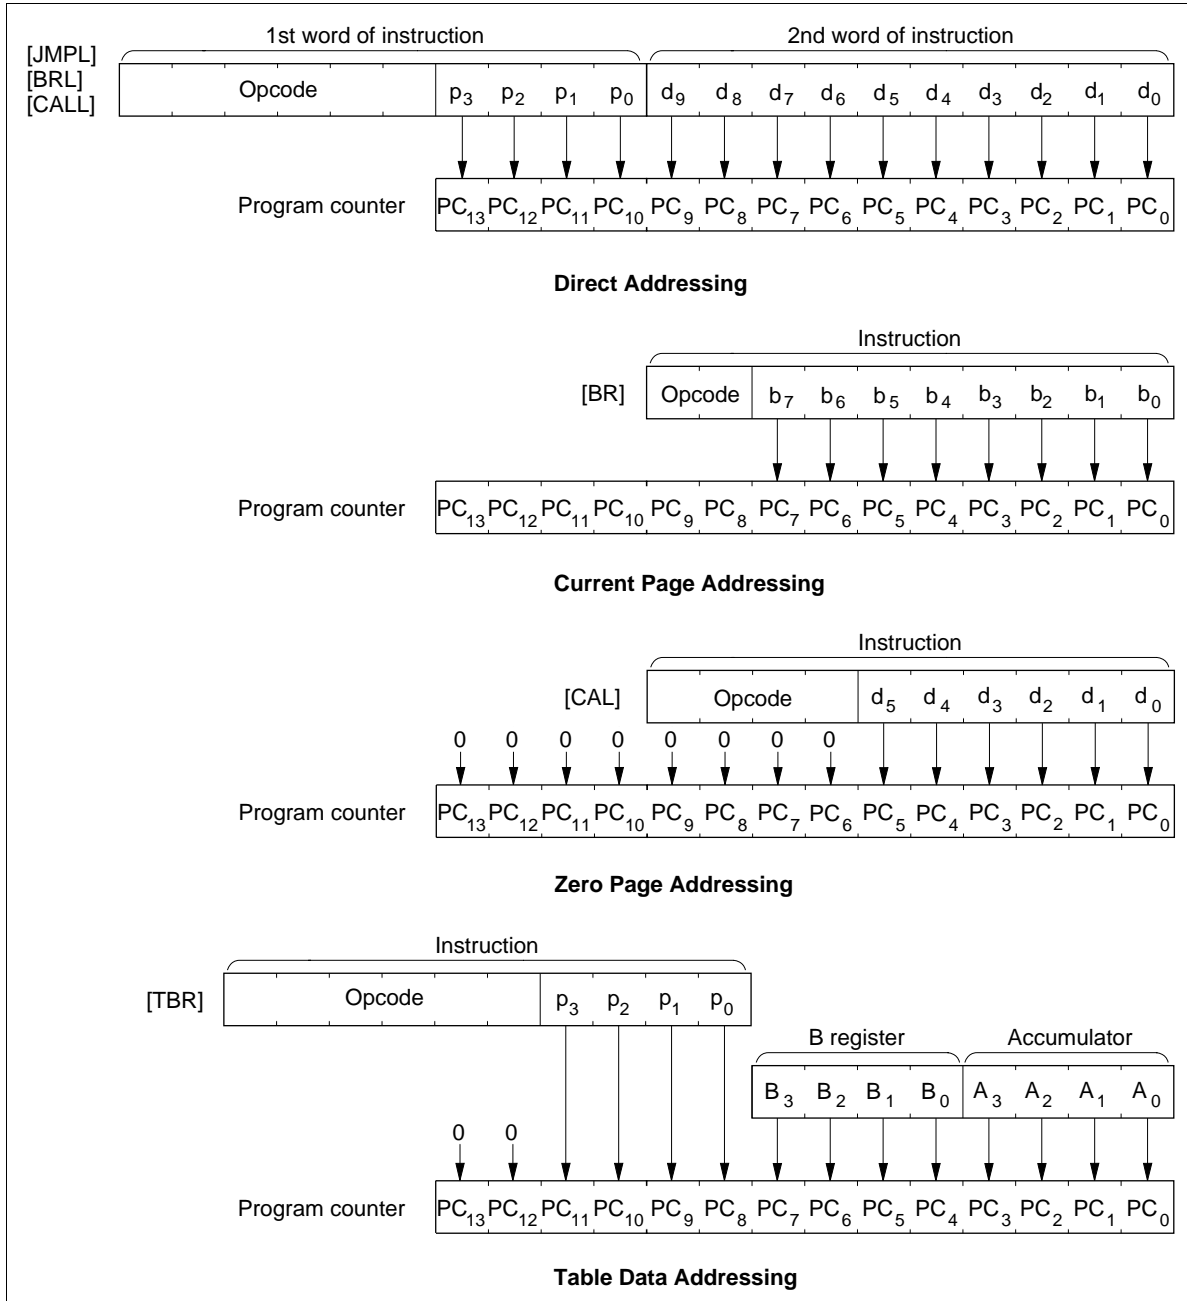 1st word of instruction 2nd word of instruction
[JMPL]
[BRL]
[CALL]
Opcode p3 p2 p1 p0 d9 d8 d7 d6 d5 d4 d3 d2 d1 d0
Program counter PC13 PC12 PC11 PC10 PC9 PC8 PC7 PC6 PC5 PC4 PC3 PC2 PC1 PC0
Direct Addressing
Instruction
[BR] Opcode b7 b6 b5 b4 b3 b2 b1 b0
Program counter PC13 PC12 PC11 PC10 PC9 PC8 PC7 PC6 PC5 PC4 PC3 PC2 PC1 PC0
Current Page Addressing
Instruction
[CAL] Opcode d5 d4 d3 d2 d1 d0
0 0 0 0 0 0 0 0
Program counter PC13 PC12 PC11 PC10 PC9 PC8 PC7 PC6 PC5 PC4 PC3 PC2 PC1 PC0
Zero Page Addressing
Instruction
[TBR] Opcode p3 p2 p1 p0
B register Accumulator
B3 B2 B1 B0 A3 A2 A1 A0
0 0
Program counter PC13 PC12 PC11 PC10 PC9 PC8 PC7 PC6 PC5 PC4 PC3 PC2 PC1 PC0
Table Data Addressing